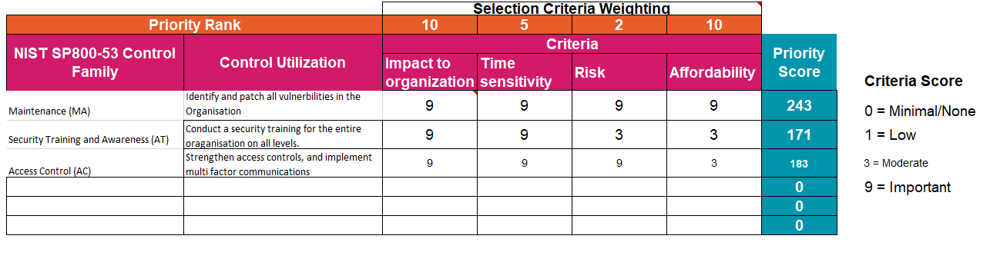 Selection Criteria Weighting
Priority Rank 10 5 2 10
NIST SP800-53 Control
Family
Control Utilization
Criteria
Impact to
organization
Time
sensitivity
Risk
Affordability
Priority
Score
Maintenance (MA)
Identify and patch all vulnerbilities in the
Organisation
9 9 9 9 243
Security Training and Awareness (AT)
Conduct a security training for the entire
oraganisation on all levels.
9 9 3 3 171
Access Control (AC)
Strengthen access controls, and implement
multi factor communications
9 9 9 3 183
0
0
0
Criteria Score
0 = Minimal/None
1 = Low
3 = Moderate
9 = Important